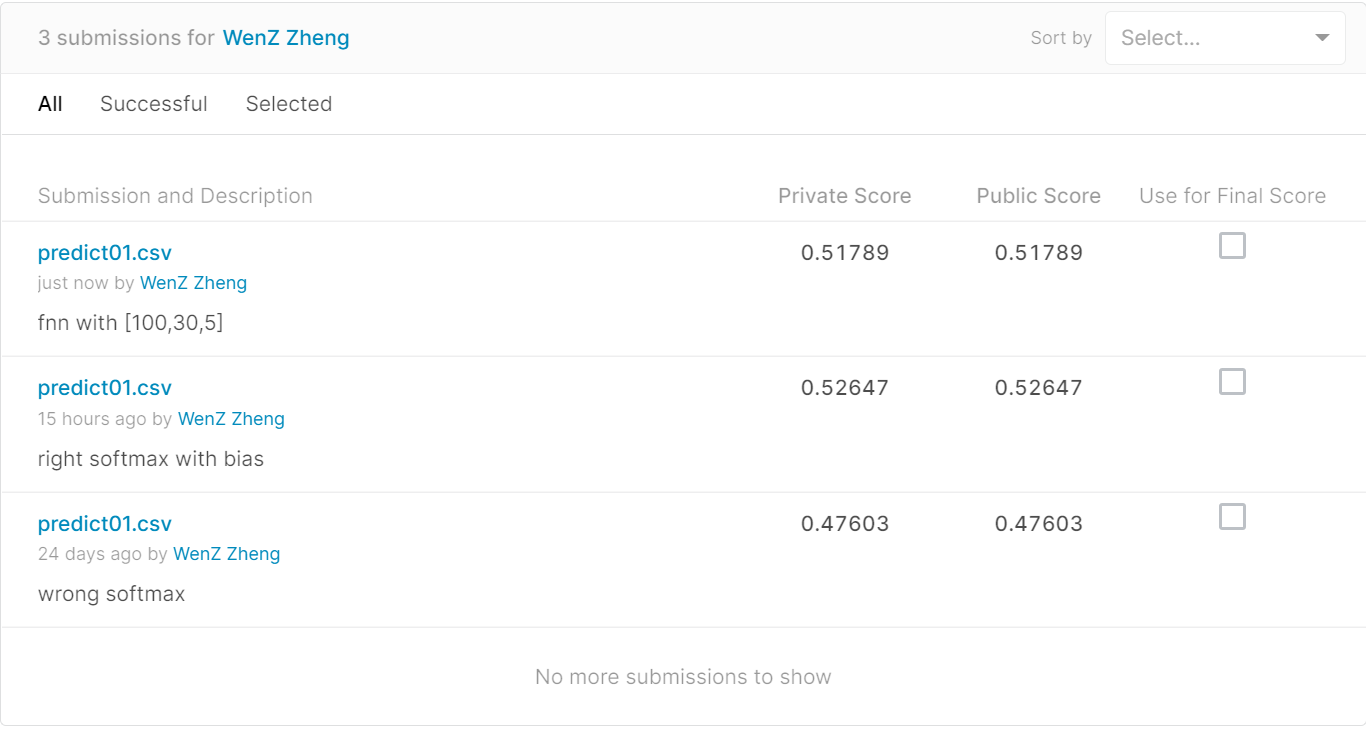 3 submissions for WenZ Zheng
Sort by Select...
All Successful Selected
Submission and Description Private Score Public Score Use for Final Score
predict01.csv 0.51789 0.51789
just now by WenZ Zheng
fnn with [100,30,5]
predict01.csv 0.52647 0.52647
15 hours ago by WenZ Zheng
right softmax with bias
predict01.csv 0.47603 0.47603
24 days ago by WenZ Zheng
wrong softmax
No more submissions to show